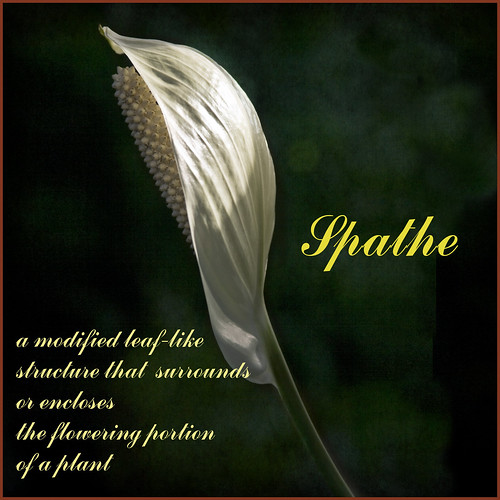 Spathe
a modified leaf-like
structure that surrounds
or encloses
the flowering portion
of a plant